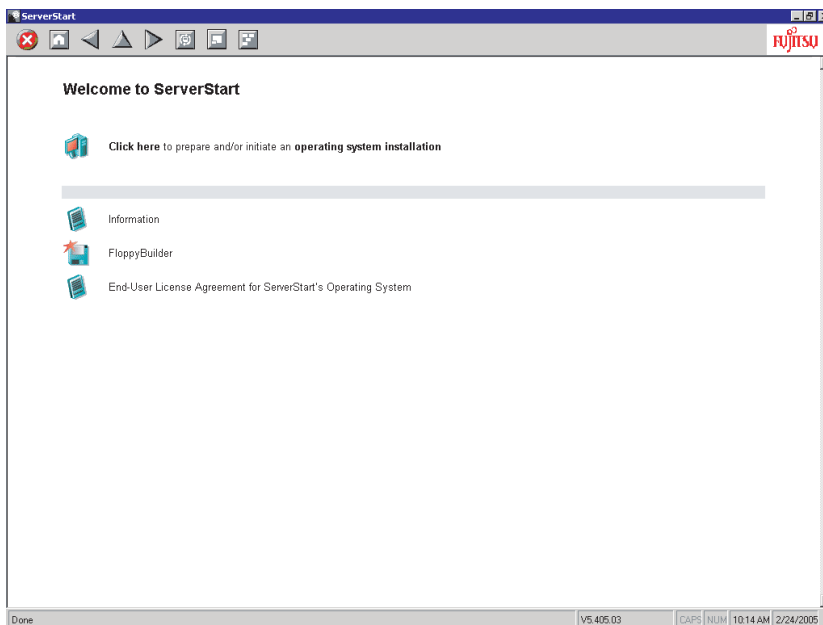 ServerStart
FUJITSU
Welcome to ServerStart
Click here to prepare and/or initiate an operating system installation
Information
FloppyBuilder
End-User License Agreement for ServerStart's Operating System
Done V5.405.03 CAPS NUM 10:14 AM 2/24/2005